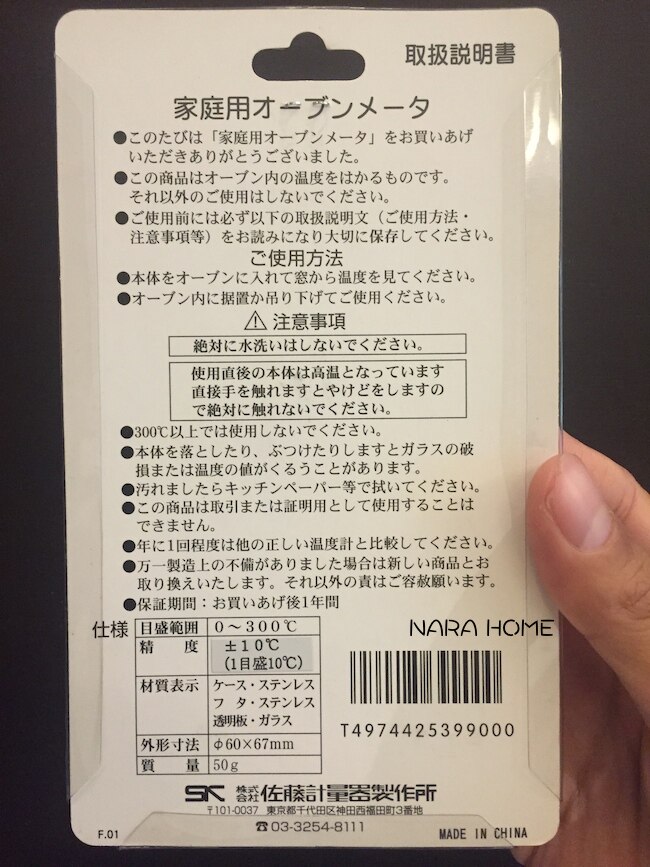 取扱説明書
家庭用オーブンメータ
●このたびは「家庭用オーブンメータ」をお買いあげ
いただきありがとうございました。
●この商品はオーブン内の温度をはかるものです。
それ以外のご使用はしないでください。
●ご使用前には必ず以下の取扱説明文（ご使用方法・
注意事項等）をお読みになり大切に保存してください。
ご使用方法
●本体をオーブンに入れて窓から温度を見てください。
●オーブン内に据置か吊り下げてご使用ください。
⚠注意事項
絶対に水洗いはしないでください。
使用直後の本体は高温となっています
直接手を触れますとやけどをしますの
で絶対に触れないでください。
●300℃以上では使用しないでください。
●本体を落としたり、ぶつけたりしますとガラスの破
損または温度の値がくるうことがあります。
●汚れましたらキッチンペーパー等で拭いてください。
●この商品は取引または証明用として使用することは
できません。
●年に1回程度は他の正しい温度計と比較してください。
●万一製造上の不備がありました場合は新しい商品とお
取り換えいたします。それ以外の責はご容赦願います。
●保証期間：お買いあげ後1年間
仕様 目盛範囲 0～300℃
精度 ±10℃
(1目盛10℃)
材質表示 ケース・ステンレス
フタ・ステンレス
透明板・ガラス
外形寸法 φ60×67mm
質量 50g
NARA HOME
T4974425399000
SK 株式会社 佐藤計量器製作所
〒101-0037 東京都千代田区神田西福田町3番地
☎03-3254-8111
F.01
MADE IN CHINA